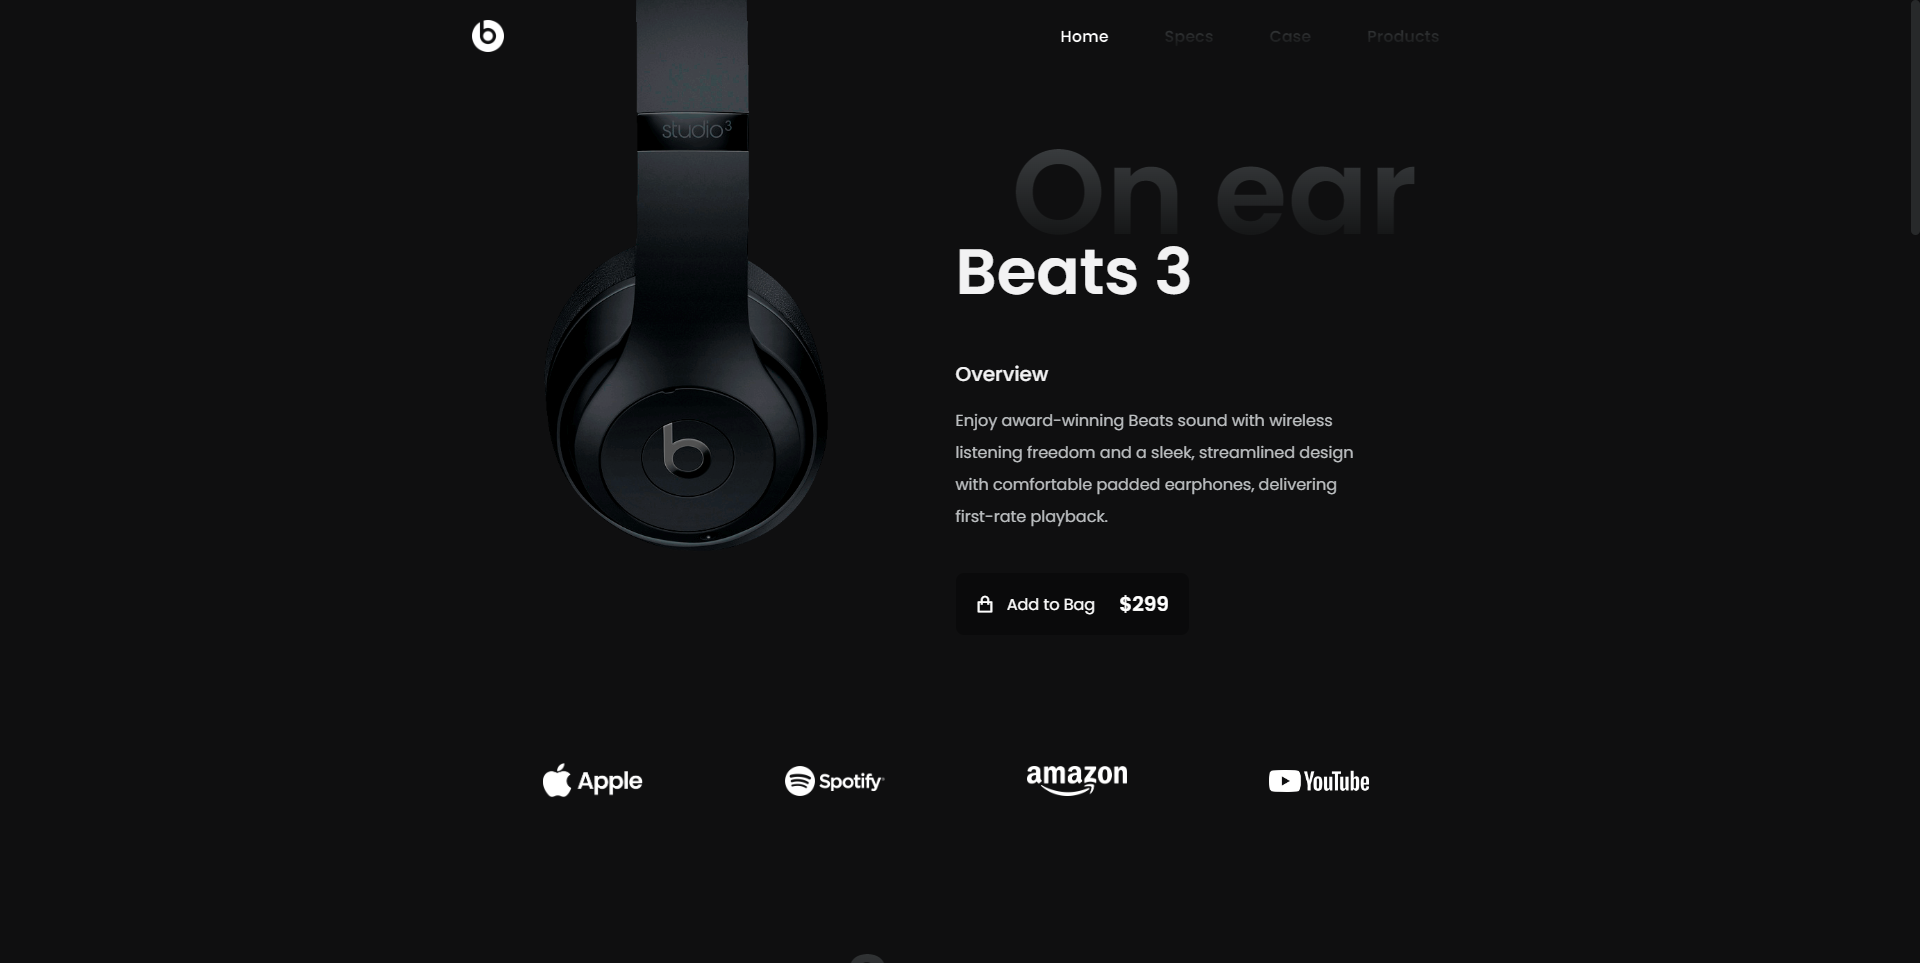 Home
Specs
Case
Products
studio3
On ear
Beats 3
Overview
Enjoy award-winning Beats sound with wireless
listening freedom and a sleek, streamlined design
with comfortable padded earphones, delivering
first-rate playback.
Add to Bag
$299
Apple
Spotify
amazon
YouTube